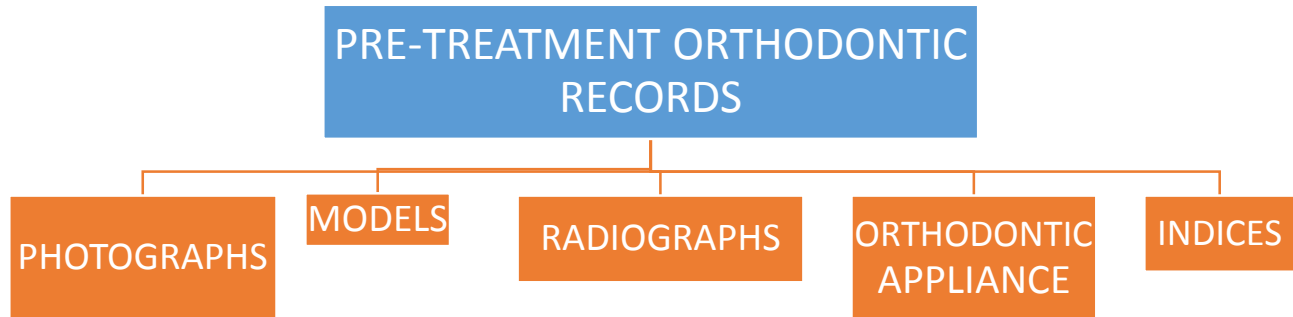 PRE-TREATMENT ORTHODONTIC
RECORDS
PHOTOGRAPHS
MODELS
RADIOGRAPHS
ORTHODONTIC
APPLIANCE
INDICES